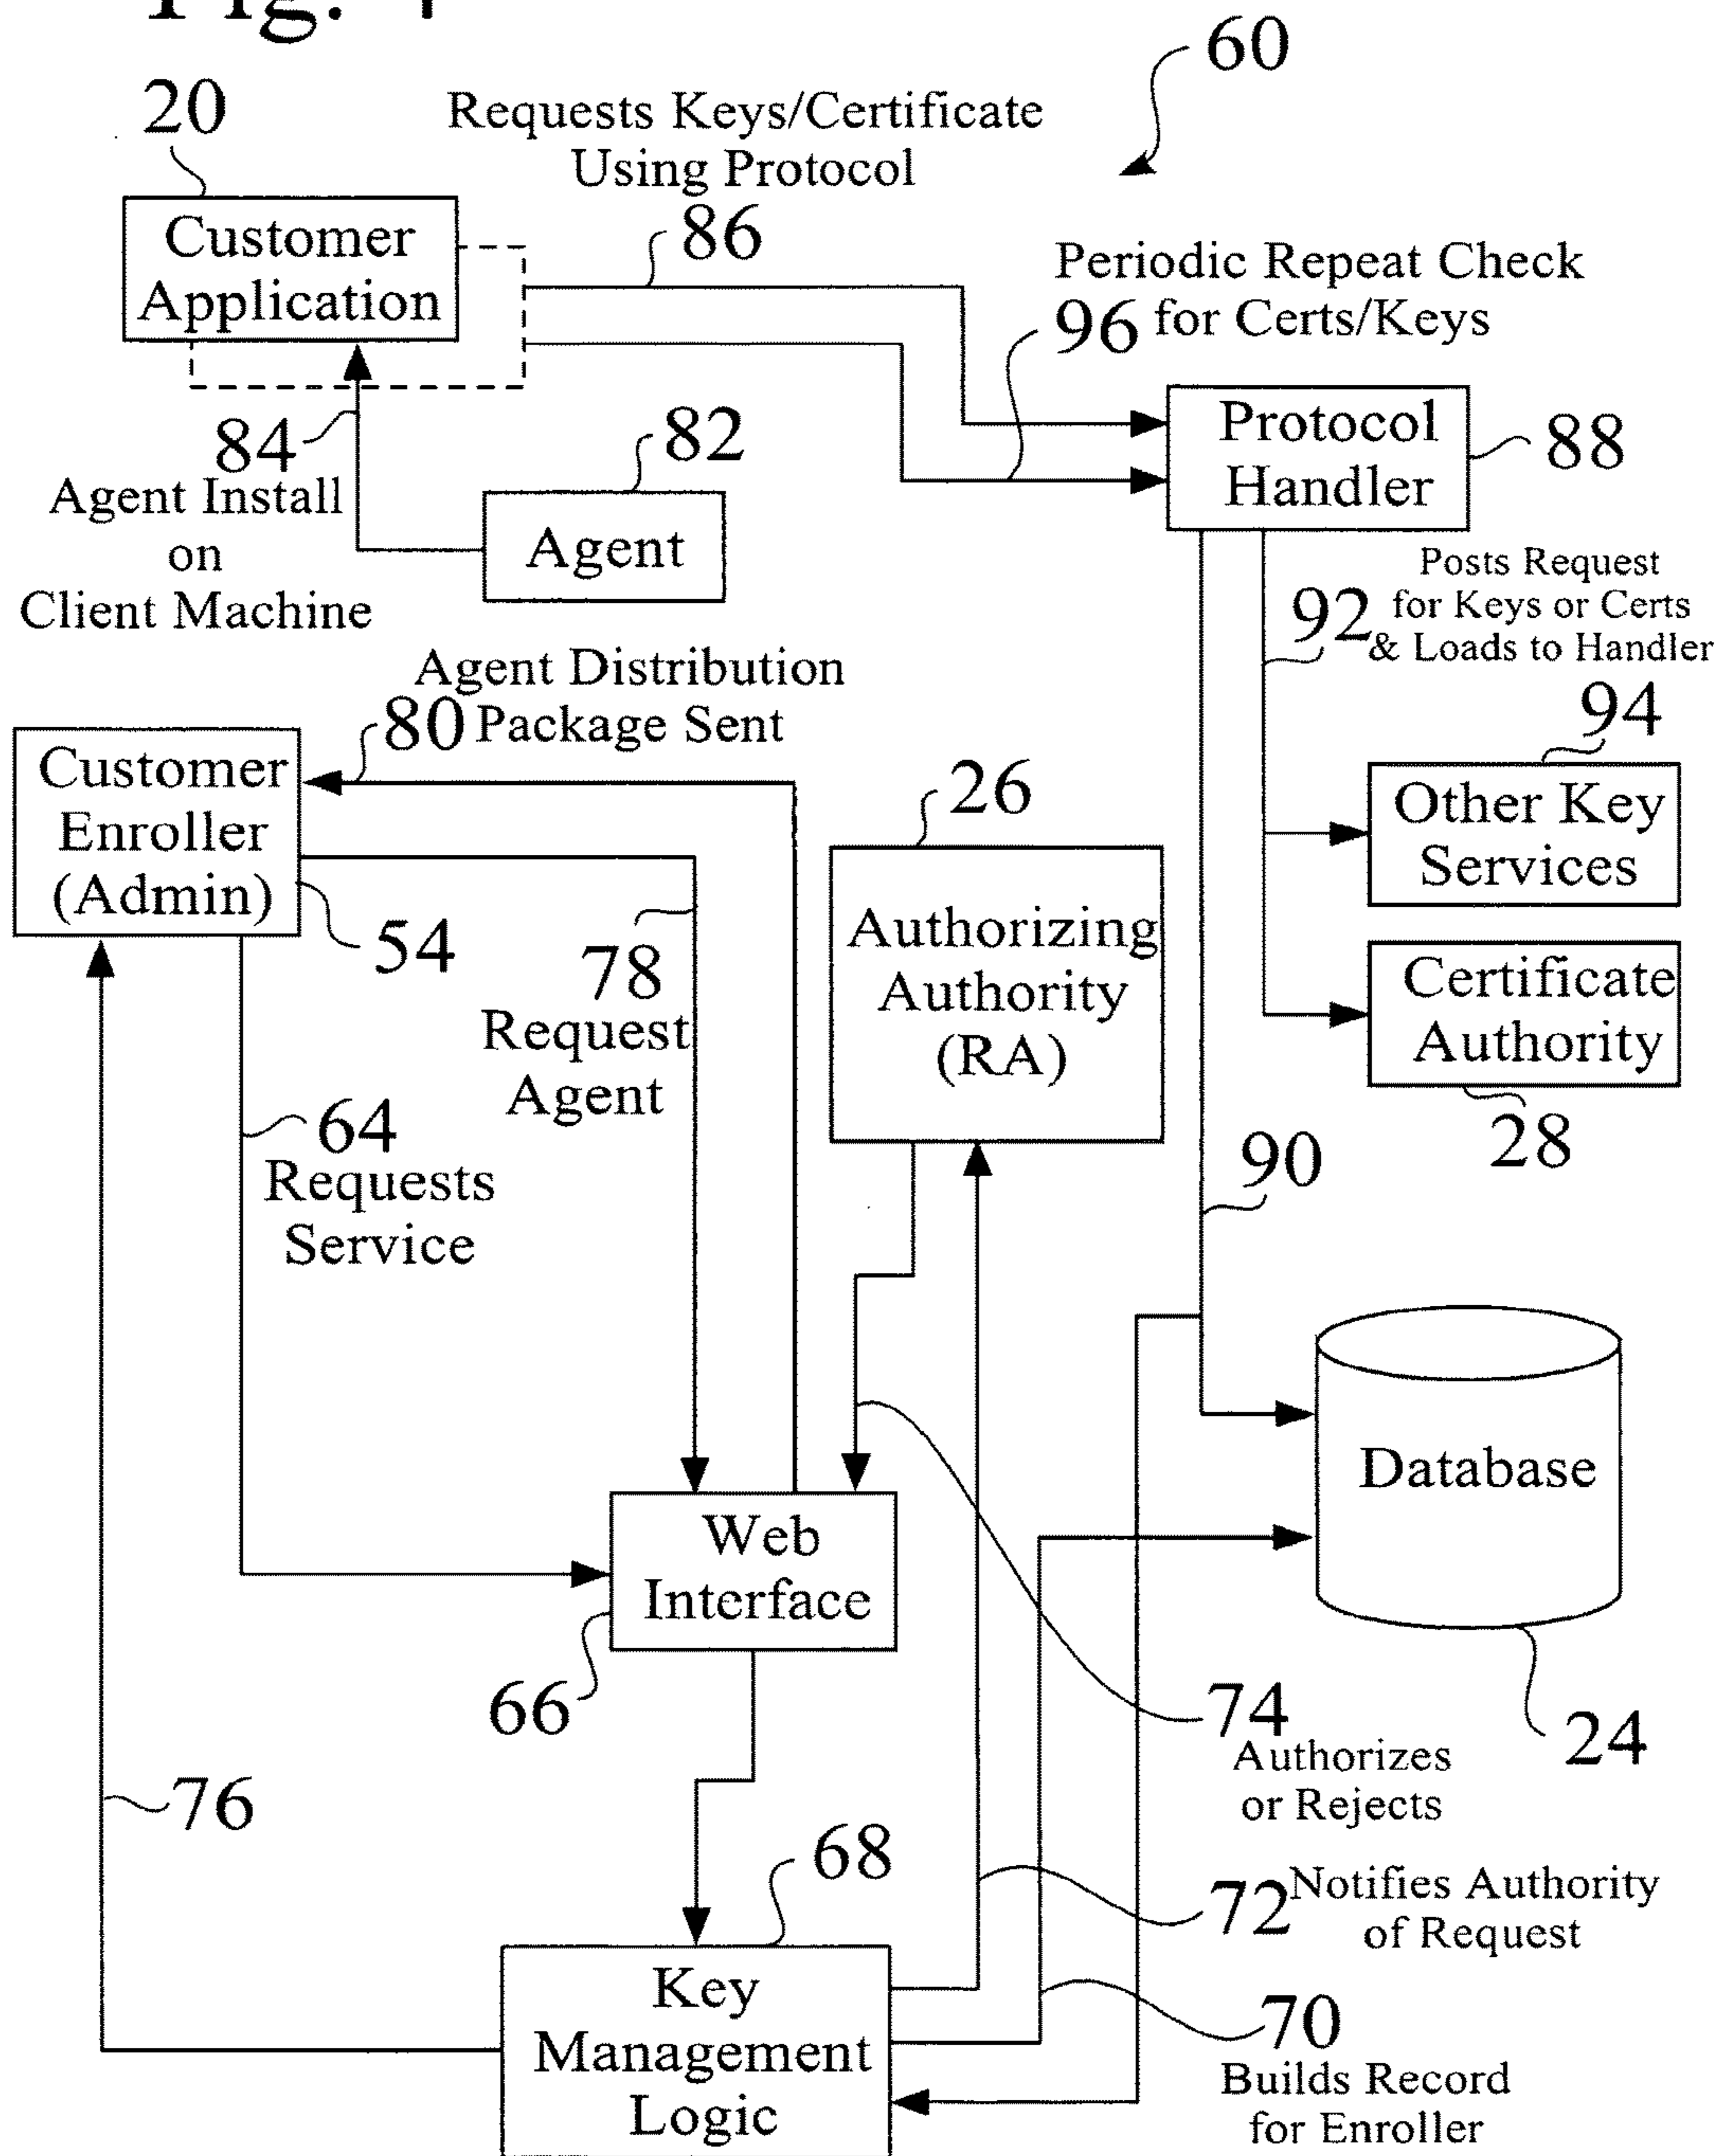 Fig. 4
60
20
Requests Keys/Certificate
Using Protocol
86
Customer
Application
Periodic Repeat Check
96 for Certs/Keys
Protocol
Handler
88
84
Agent Install
on
Client Machine
82
Agent
Posts Request
92 for Keys or Certs
& Loads to Handler
Agent Distribution
80 Package Sent
94
Other Key
Services
Customer
Enroller
(Admin)
54
26
Authorizing
Authority
(RA)
78
Request
Agent
Certificate
Authority
28
64
Requests
Service
90
Database
24
Web
Interface
66
74
Authorizes
or Rejects
76
68
72 Notifies Authority
of Request
Key
Management
Logic
70
Builds Record
for Enroller